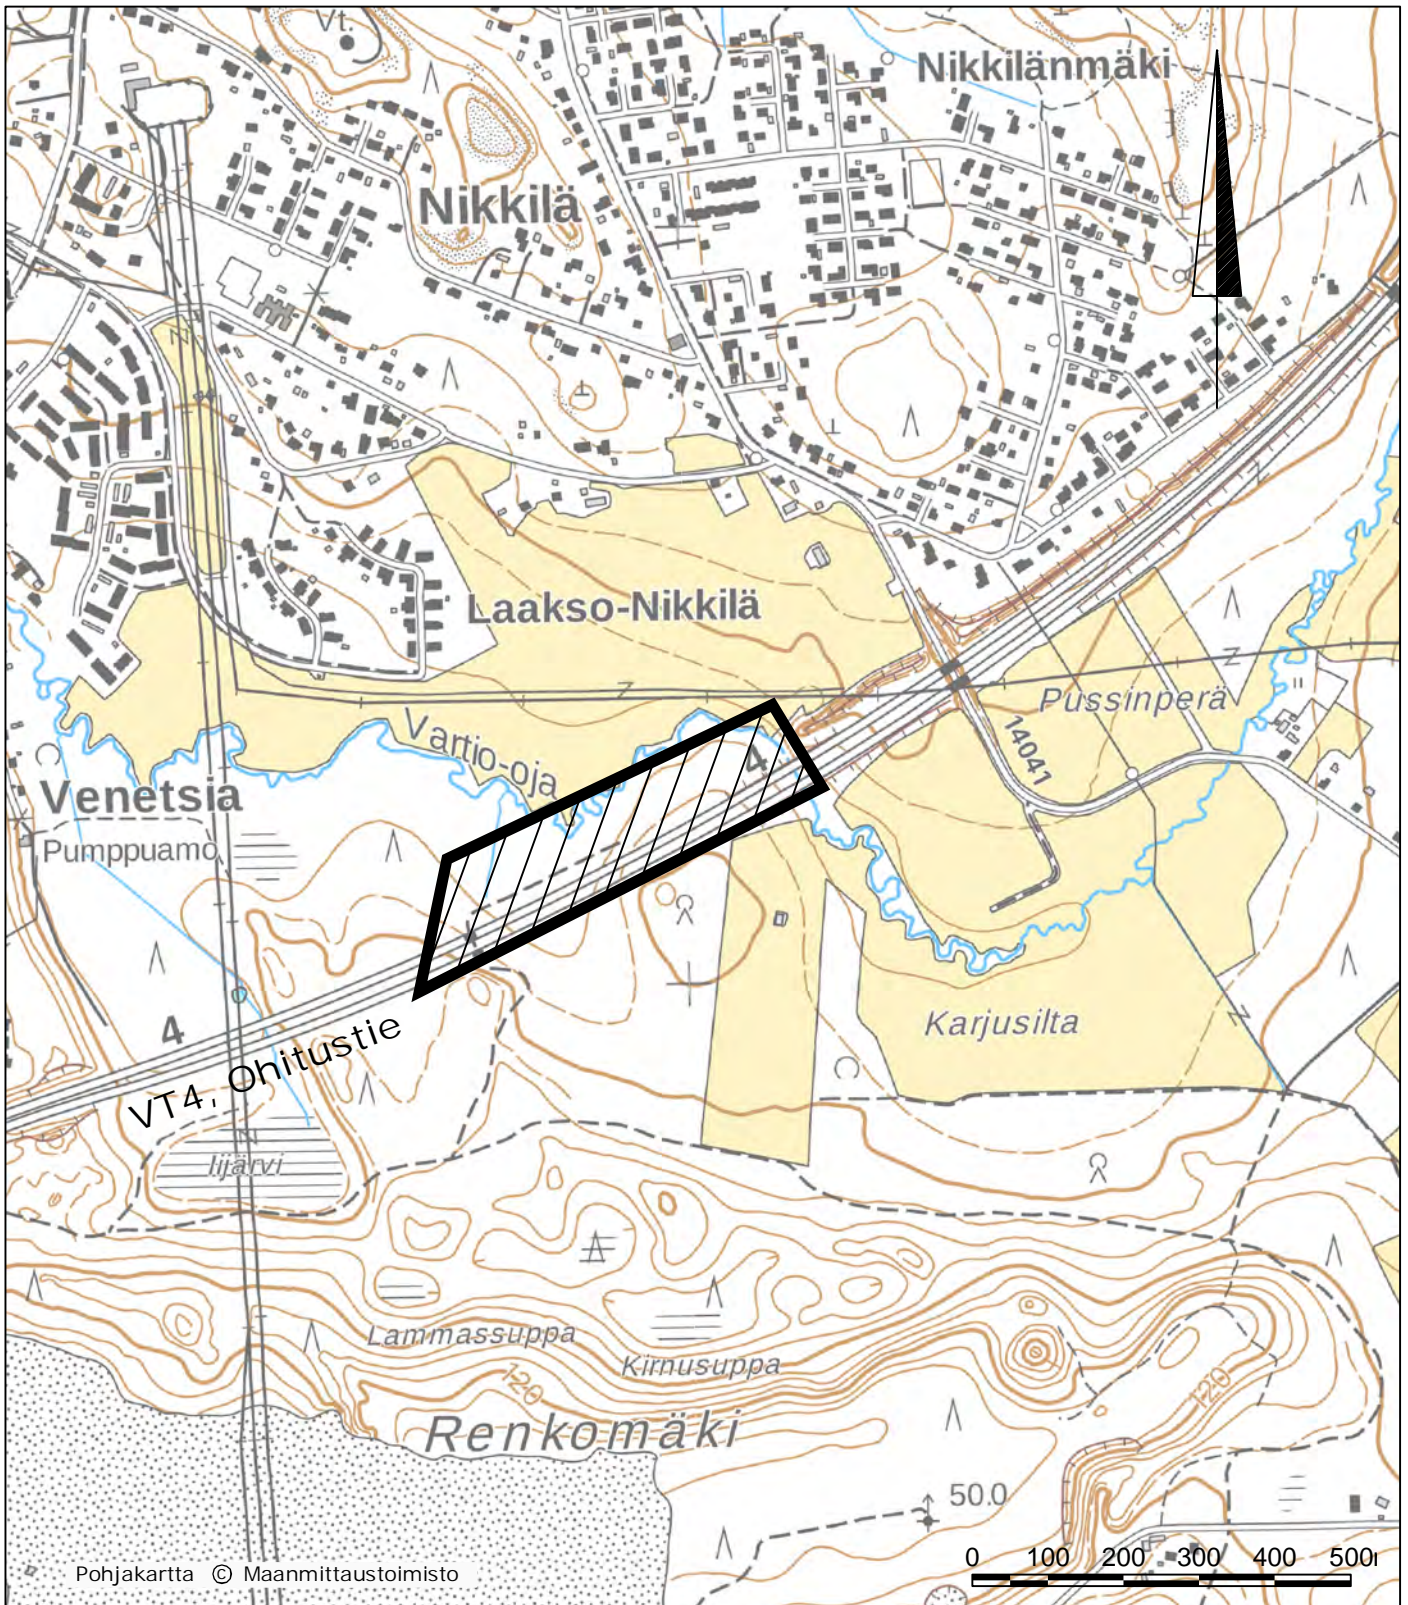 Vt.
Nikkilänmäki
Nikkilä
Laakso-Nikkilä
Pussinperä
14041
Vartio-oja
4
Venetsia
Pumppuamo
Karjusilta
4
VT4, Ohitustie
Iijärvi
Lammassuppa
Kirnusuppa
120
120
Renkomäki
50.0
0 100 200 300 400 500
Pohjakartta © Maanmittaustoimisto